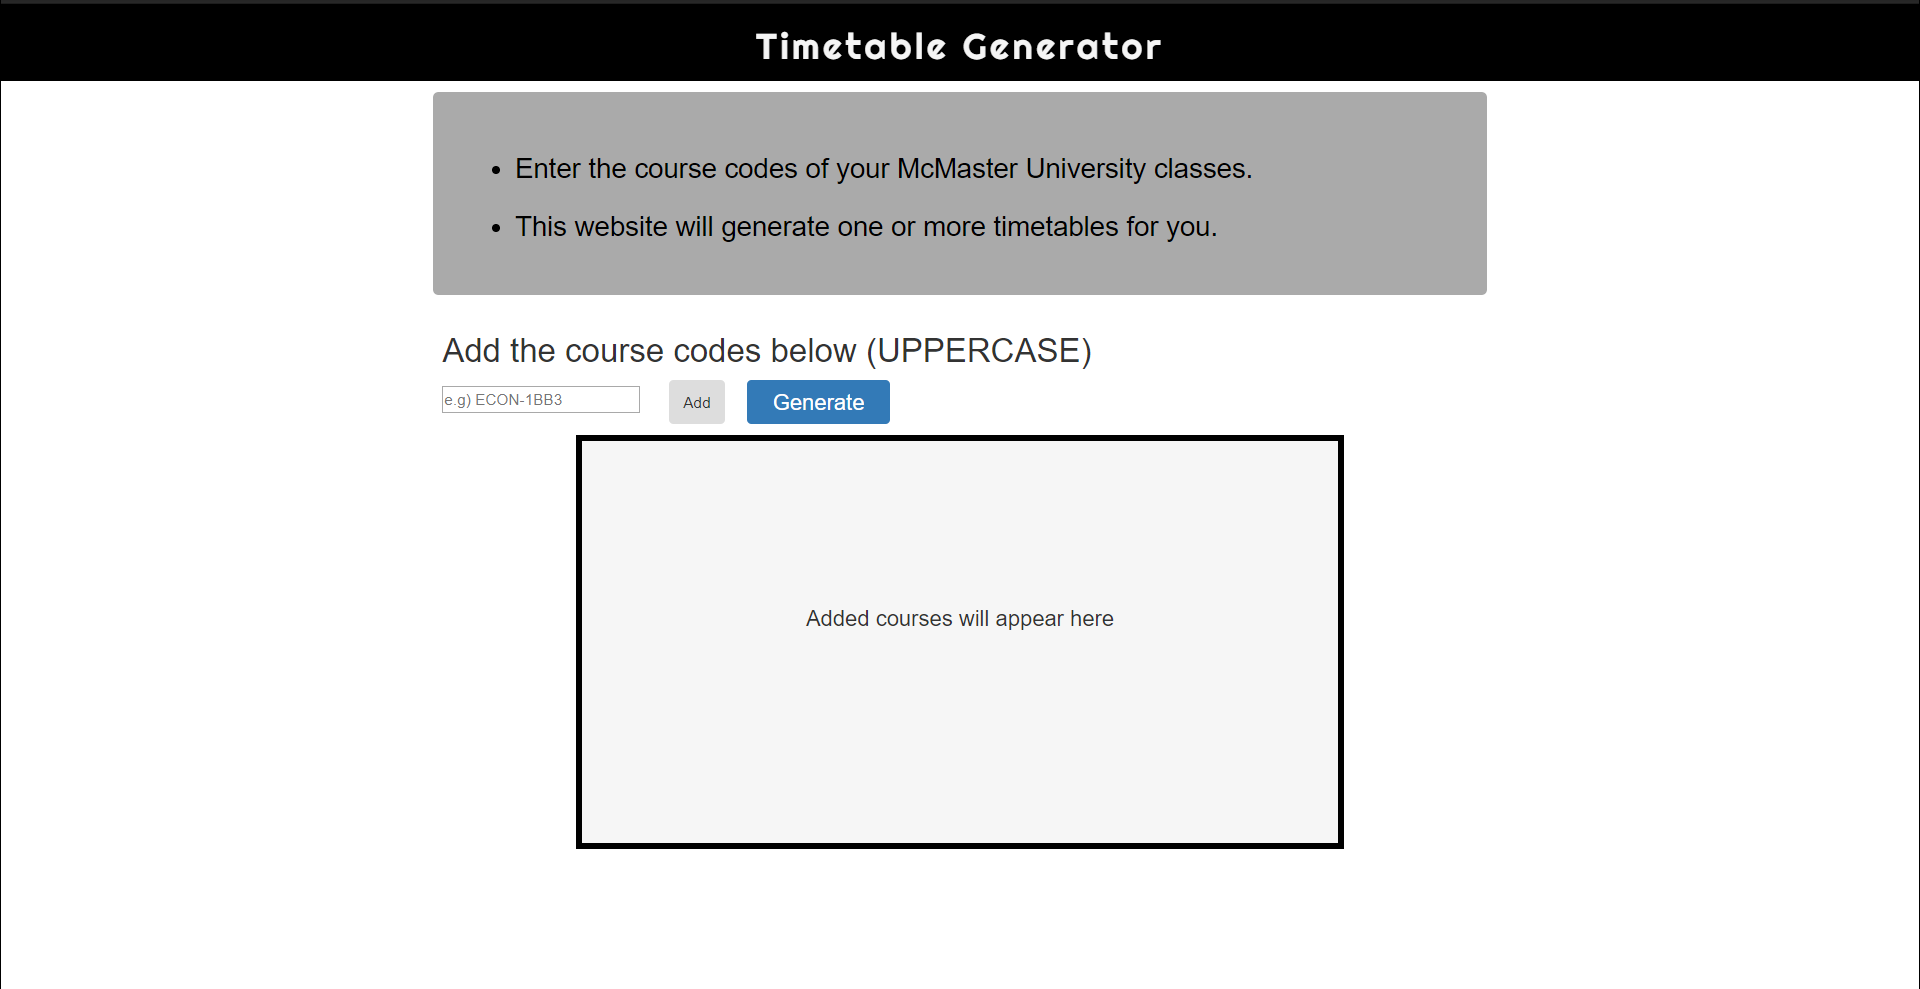 Timetable Generator
• Enter the course codes of your McMaster University classes.
• This website will generate one or more timetables for you.
Add the course codes below (UPPERCASE)
e.g) ECON-1BB3 Add Generate
Added courses will appear here